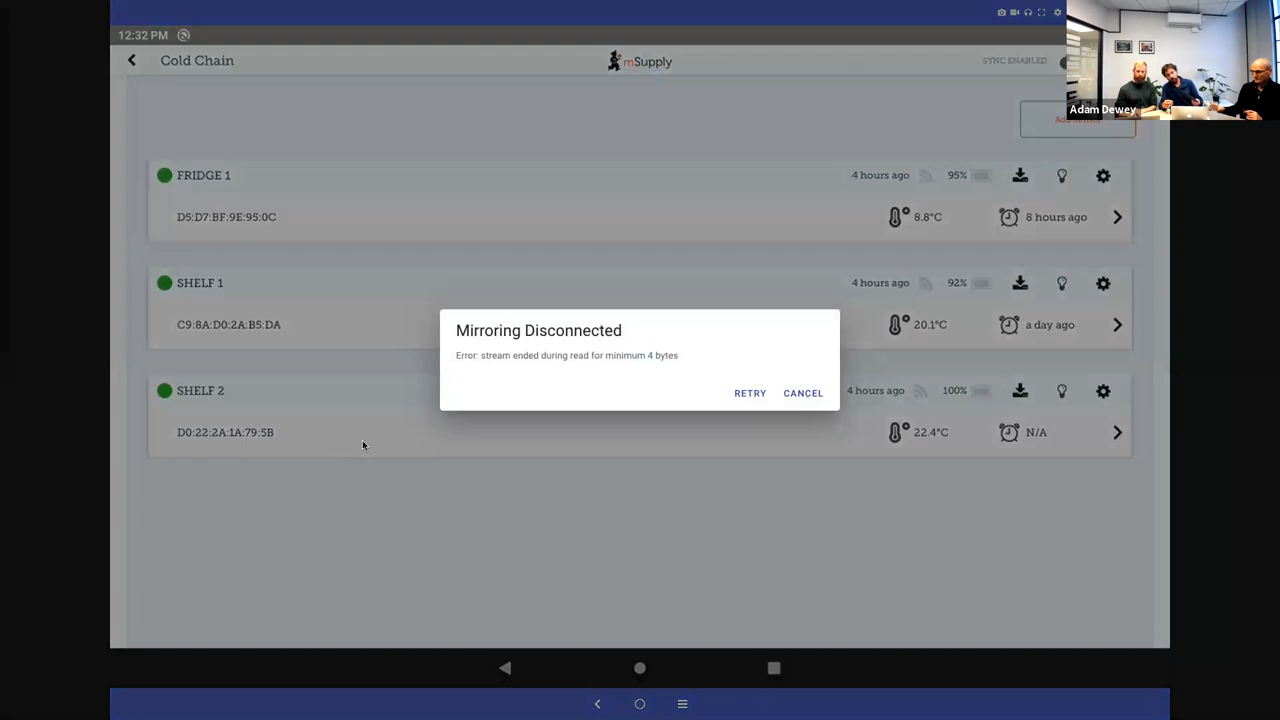 12:32 PM
Cold Chain
mSupply
SYNC ENABLED
Adam Dewey
FRIDGE 1
4 hours ago
95%
D5:D7:BF:9E:95:0C
8.8°C
8 hours ago
SHELF 1
4 hours ago
92%
C9:8A:D0:2A:B5:DA
20.1°C
a day ago
Mirroring Disconnected
Error: stream ended during read for minimum 4 bytes
RETRY
CANCEL
SHELF 2
4 hours ago
100%
D0:22:2A:1A:79:5B
22.4°C
N/A